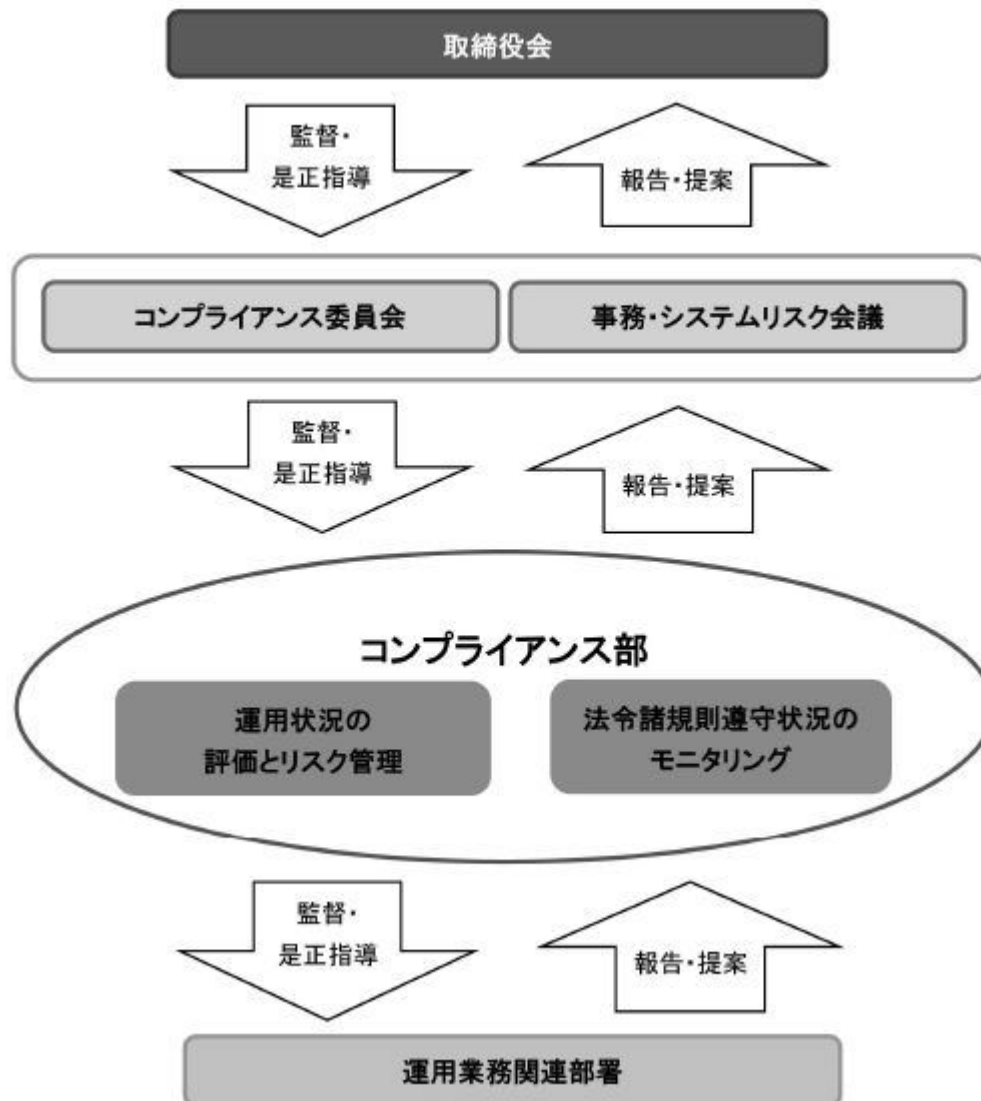 取締役会
監督・
是正指導
報告・提案
コンプライアンス委員会
事務・システムリスク会議
監督・
是正指導
報告・提案
コンプライアンス部
運用状況の
評価とリスク管理
法令諸規則遵守状況の
モニタリング
監督・
是正指導
報告・提案
運用業務関連部署